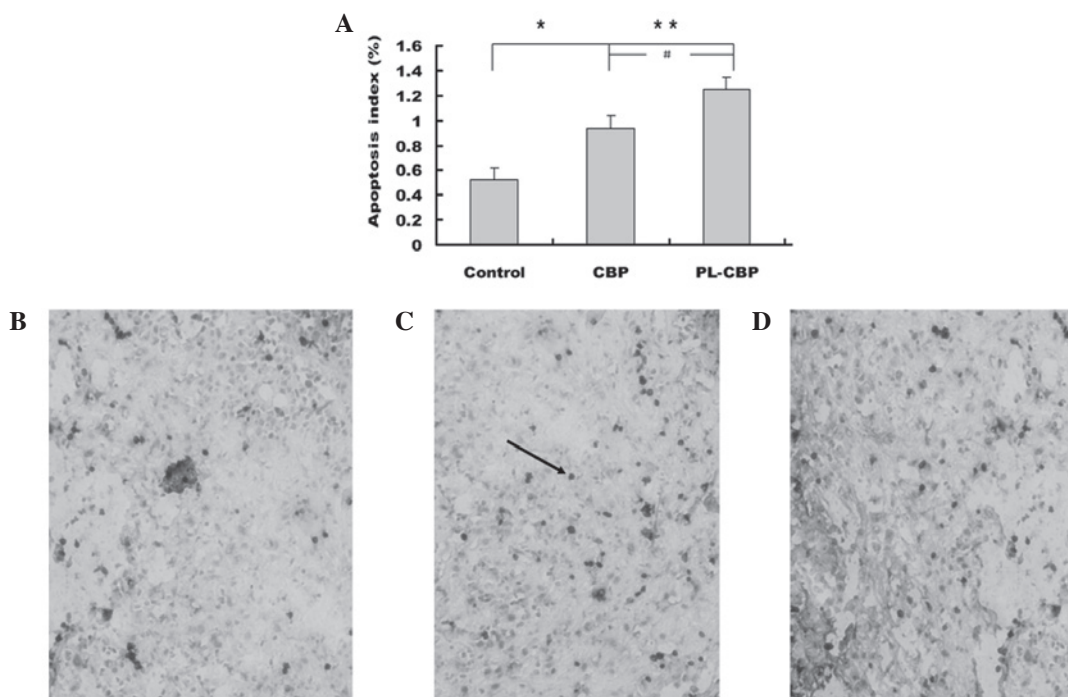 A
* **
#
Apoptosis index (%)
1.6
1.4
1.2
1
0.8
0.6
0.4
0.2
0
Control CBP PL-CBP
B C D